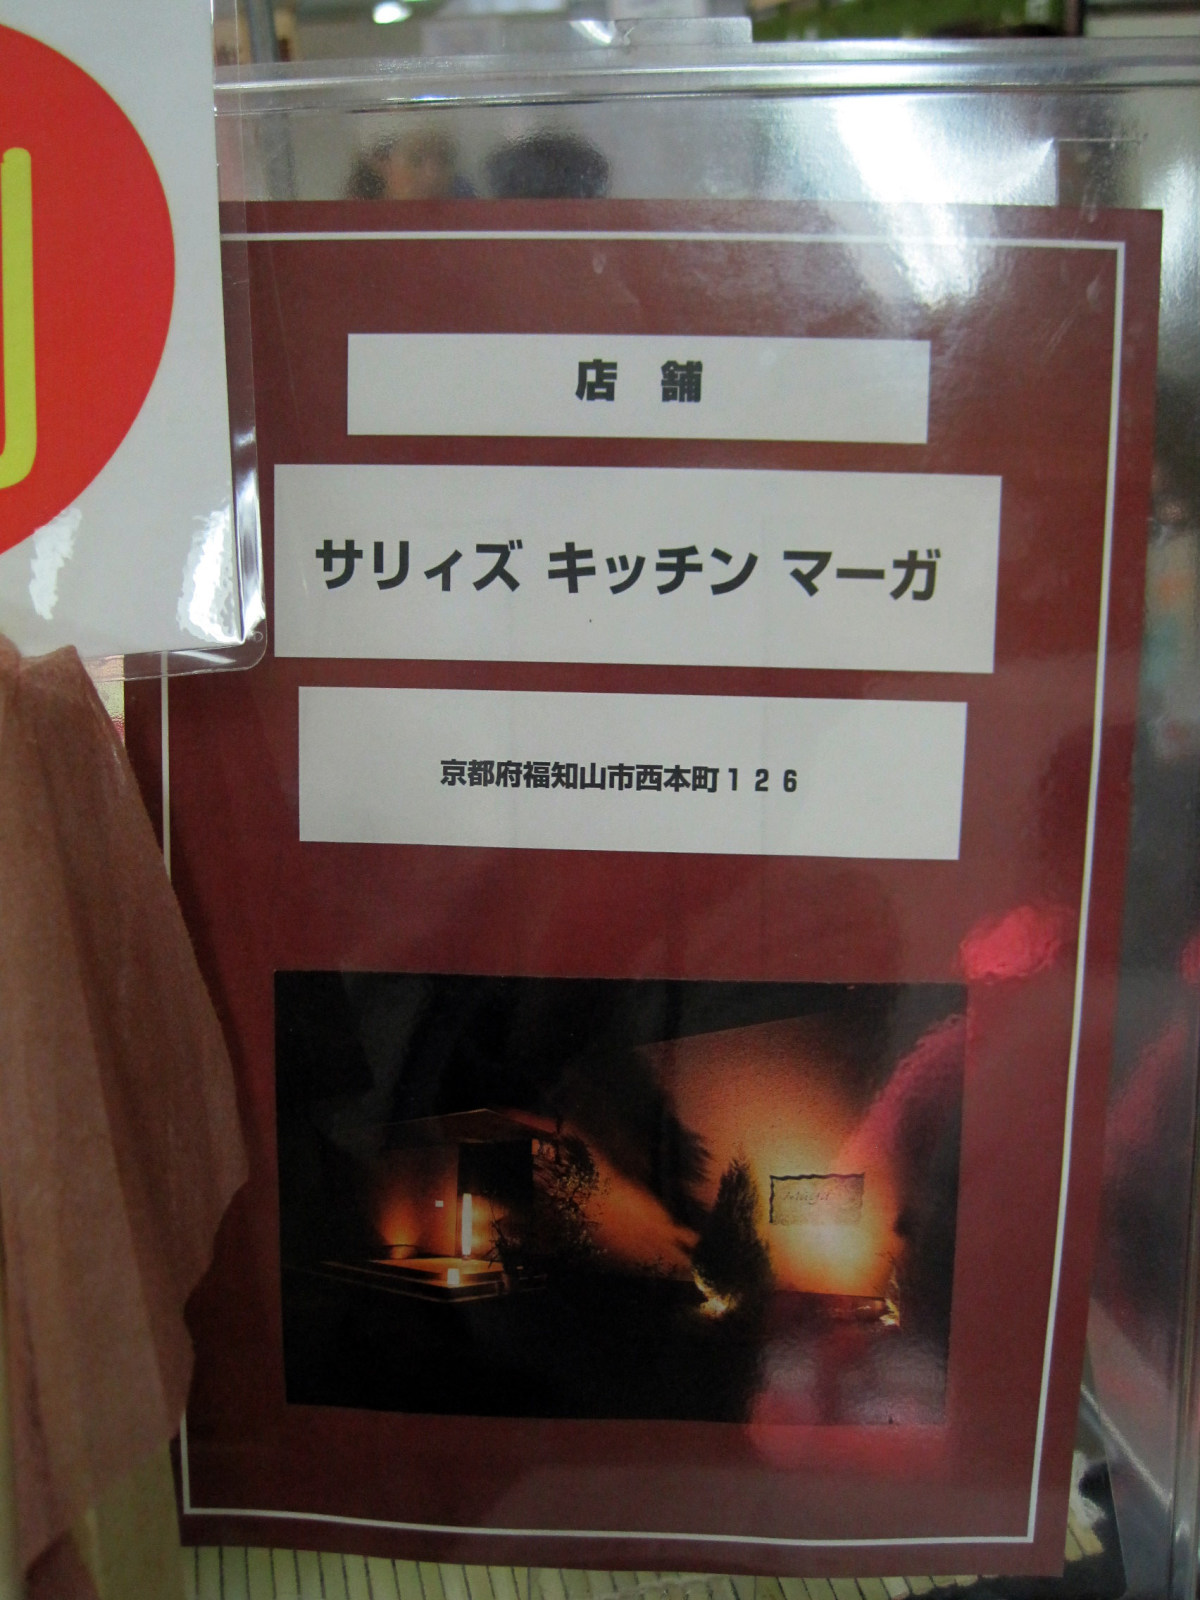 店 舗
サリィズ キッチン マーガ
京都府福知山市西本町１２６